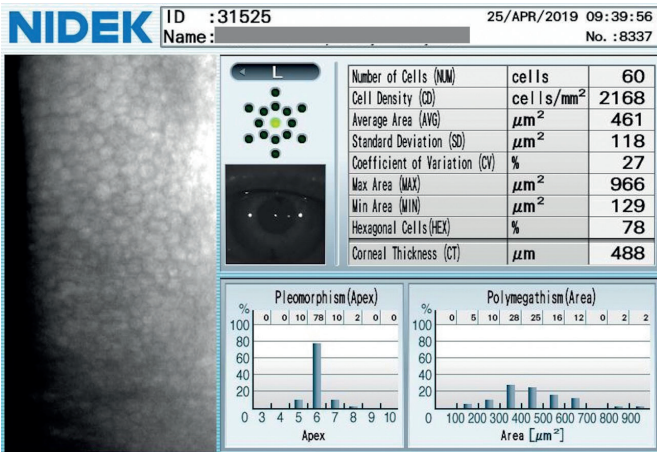 NIDEK
ID :31525
25/APR/2019 09:39:56
Name:
No. :8337
L
Number of Cells (NUM) cells 60
Cell Density (CD) cells/mm² 2168
Average Area (AVG) μm² 461
Standard Deviation (SD) μm² 118
Coefficient of Variation (CV) % 27
Max Area (MAX) μm² 966
Min Area (MIN) μm² 129
Hexagonal Cells(HEX) % 78
Corneal Thickness (CT) μm 488
Pleomorphism(Apex)
%
0 0 10 78 10 2 0 0
100
80
60
40
20
0 3 4 5 6 7 8 9 10
Apex
Polymegathism(Area)
%
0 5 10 28 25 16 12 0 2 2
100
80
60
40
20
0 100 200 300 400 500 600 700 800 900
Area [μm²]